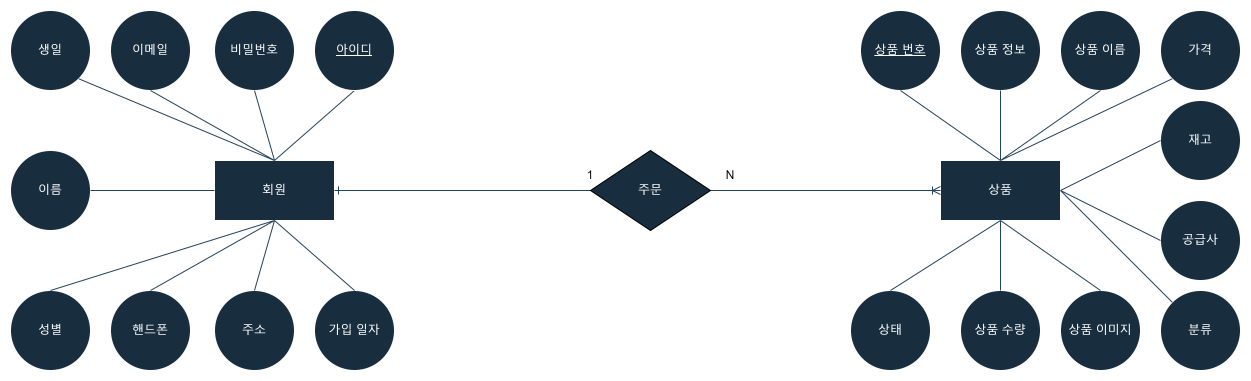 생일
이메일
비밀번호
아이디
상품 번호
상품 정보
상품 이름
가격
재고
이름
회원
1
주문
N
상품
공급사
성별
핸드폰
주소
가입 일자
상태
상품 수량
상품 이미지
분류